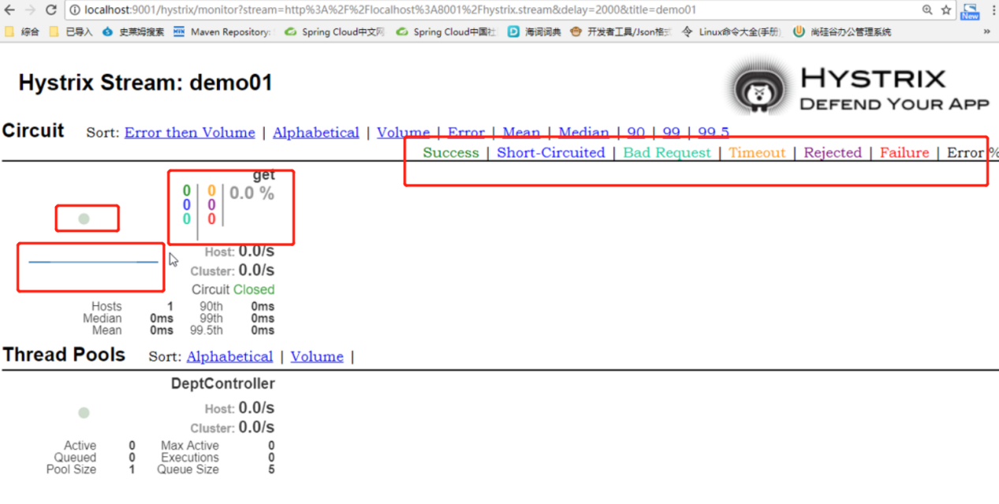 localhost:9001/hystrix/monitor?stream=http%3A%2F%2Flocalhost%3A8001%2Fhystrix.stream&delay=2000&title=demo01
New
综合 已导入 史莱姆搜索 Maven Repository: Spring Cloud中文网 Spring Cloud中国社 海词词典 开发者工具/Json格式 Linux命令大全(手册) 尚硅谷办公管理系统 »
Hystrix Stream: demo01
HYSTRIX
DEFEND YOUR APP
Circuit Sort: Error then Volume | Alphabetical | Volume | Error | Mean | Median | 90 | 99 | 99.5
Success | Short-Circuited | Bad Request | Timeout | Rejected | Failure | Error %
get
0 0 0.0 %
0 0
0 0
Host: 0.0/s
Cluster: 0.0/s
Circuit Closed
Hosts 1 90th 0ms
Median 0ms 99th 0ms
Mean 0ms 99.5th 0ms
Thread Pools Sort: Alphabetical | Volume |
DeptController
Host: 0.0/s
Cluster: 0.0/s
Active 0 Max Active 0
Queued 0 Executions 0
Pool Size 1 Queue Size 5